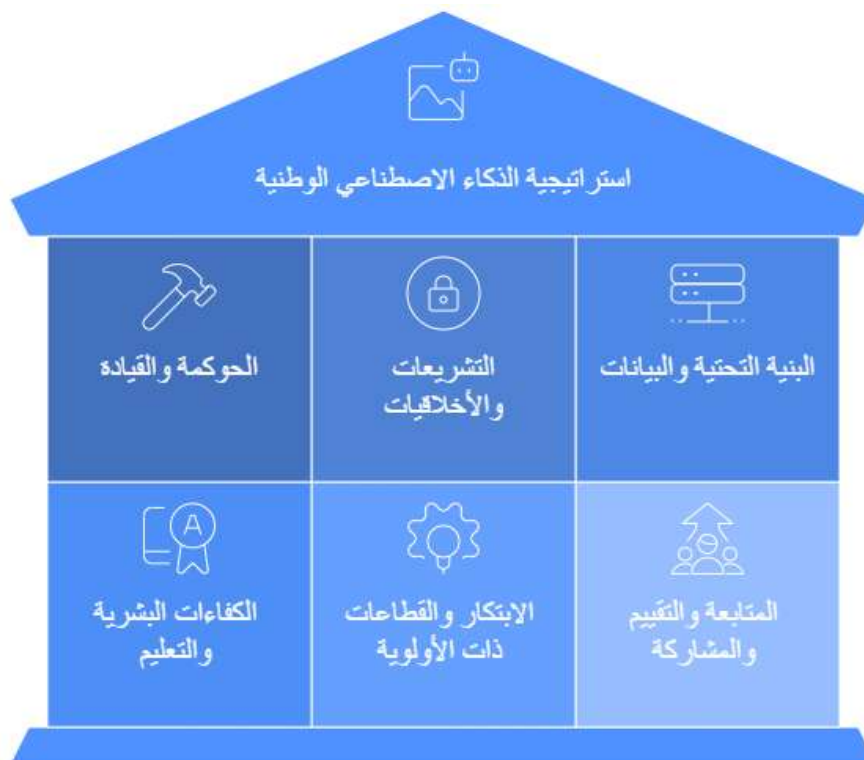 استراتيجية الذكاء الاصطناعي الوطنية
البنية التحتية والبيانات
التشريعات
والأخلاقيات
الحوكمة والقيادة
المتابعة والتقييم
والمشاركة
الابتكار والقطاعات
ذات الأولوية
الكفاءات البشرية
والتعليم
A